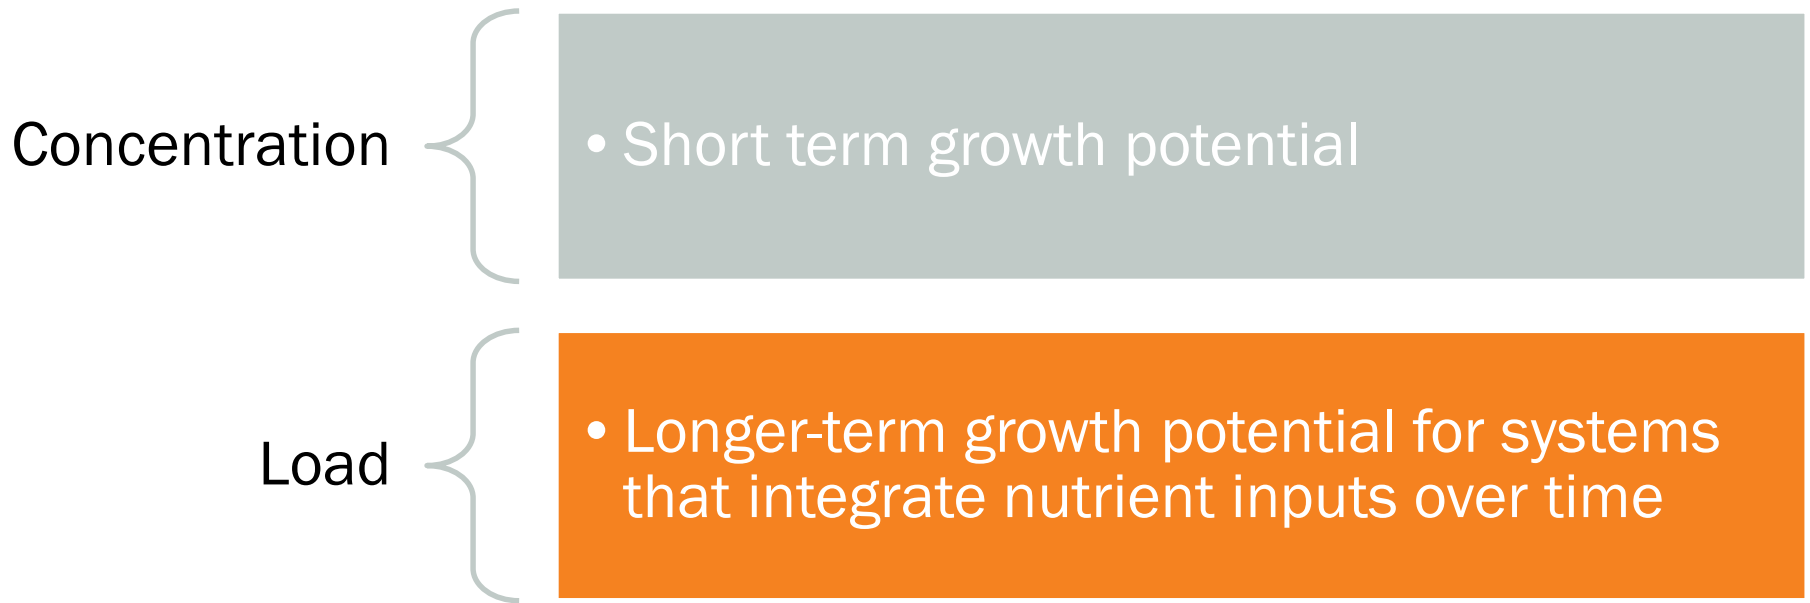 Concentration
• Short term growth potential
Load
• Longer-term growth potential for systems
that integrate nutrient inputs over time